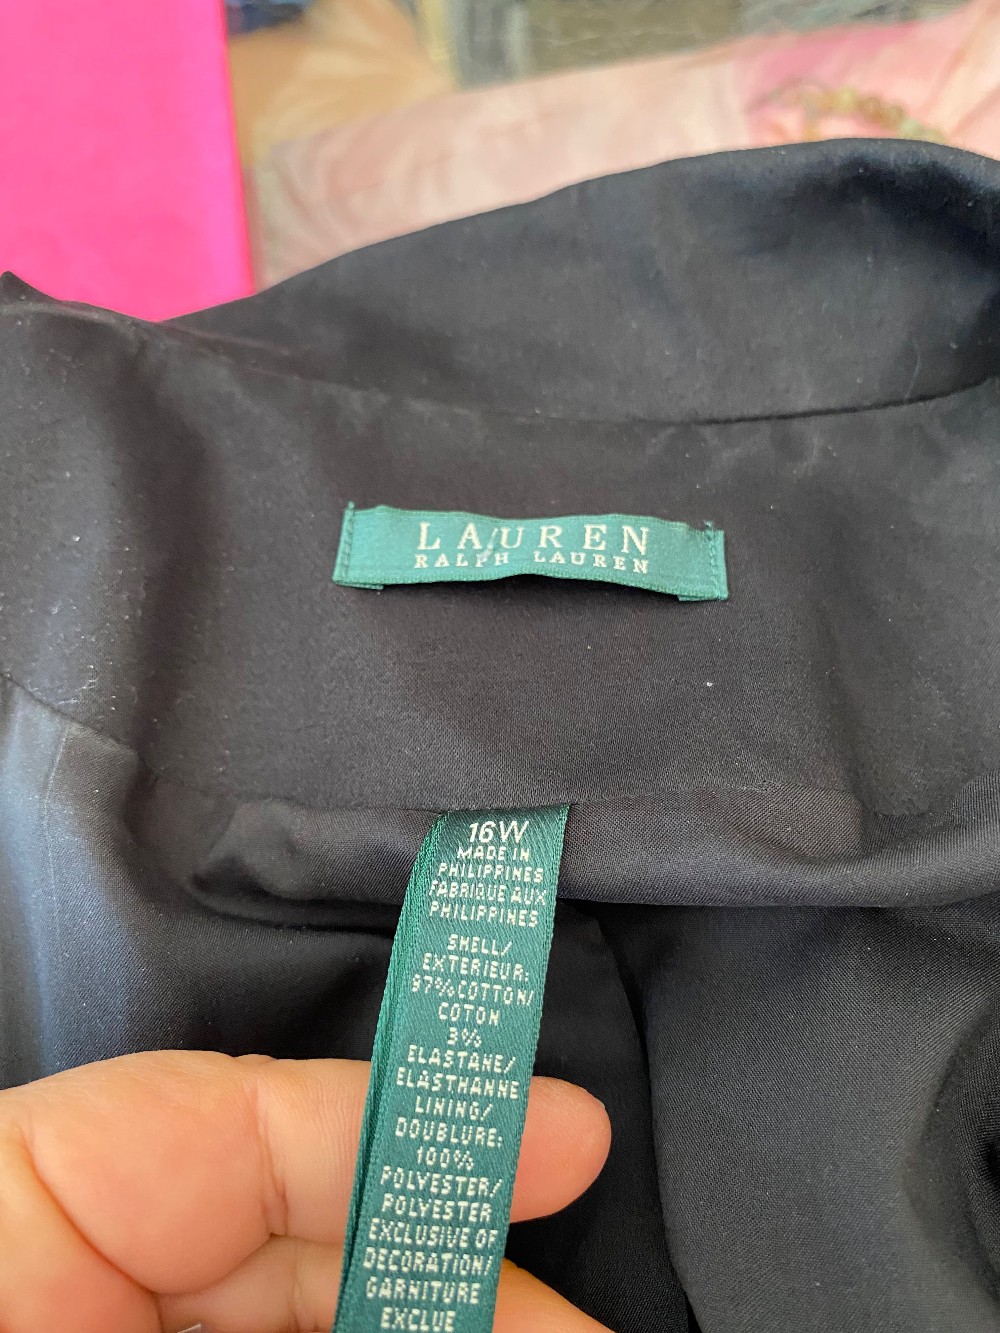 LAUREN
RALPH LAUREN
16W
MADE IN
PHILIPPINES
FABRIQUE AUX
PHILIPPINES
SHELL/
EXTERIEUR:
97%COTTON/
COTON
3%
ELASTANE/
ELASTHANNE
LINING/
DOUBLURE:
100%
POLYESTER/
POLYESTER
EXCLUSIVE OF
DECORATION/
GARNITURE
EXCLUE